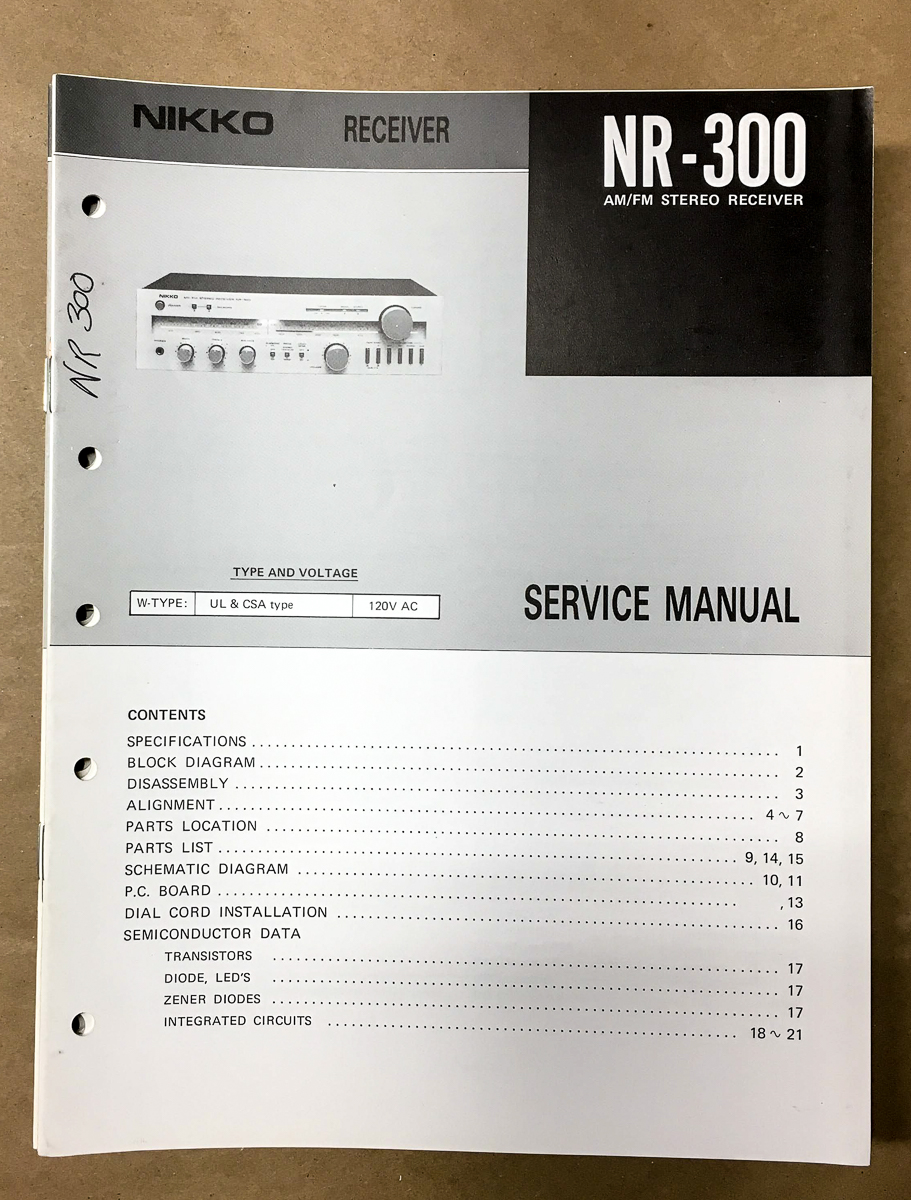 NIKKO RECEIVER
NR-300
AM/FM STEREO RECEIVER
NR 300
NIKKO
TYPE AND VOLTAGE
W-TYPE: UL & CSA type 120V AC
SERVICE MANUAL
CONTENTS
SPECIFICATIONS 1
BLOCK DIAGRAM 2
DISASSEMBLY 3
ALIGNMENT 4 ~ 7
PARTS LOCATION 8
PARTS LIST 9, 14, 15
SCHEMATIC DIAGRAM 10, 11
P.C. BOARD ,13
DIAL CORD INSTALLATION 16
SEMICONDUCTOR DATA
TRANSISTORS 17
DIODE, LED'S 17
ZENER DIODES 17
INTEGRATED CIRCUITS 18 ~ 21